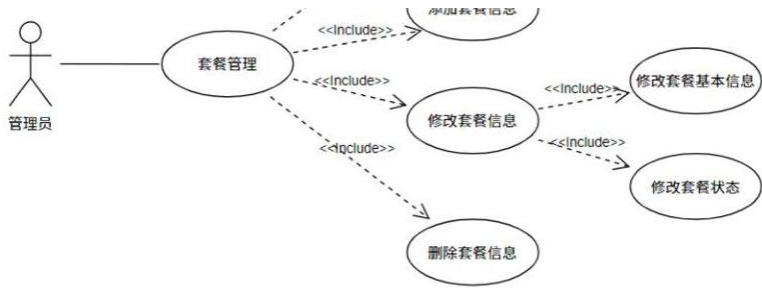 添加套餐信息
<<Include>>
套餐管理
<<Include>>
<<Include>>
修改套餐基本信息
管理员
修改套餐信息
<<Include>>
<<Include>>
修改套餐状态
删除套餐信息